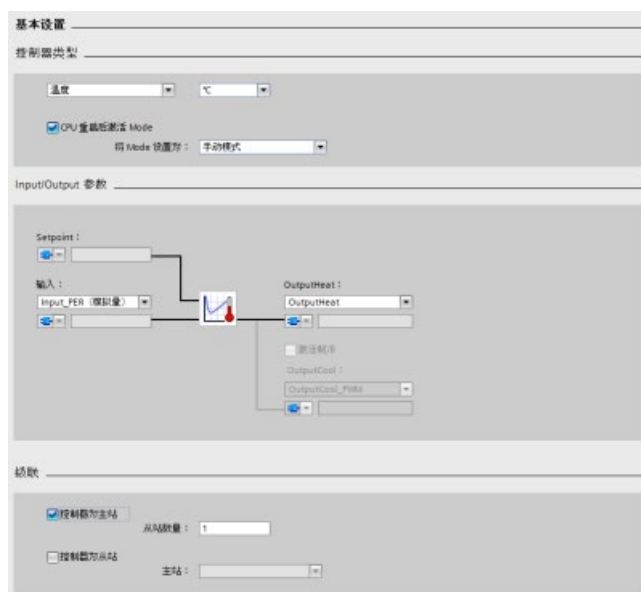 基本设置
控制器类型
温度 ℃
CPU 重启后激活 Mode
将 Mode 设置为： 手动模式
Input/Output 参数
Setpoint：
输入： OutputHeat：
Input_PER（模拟量） OutputHeat
激活制冷
OutputCool：
OutputCool_PWM
级联
控制器为主站
从站数量： 1
控制器为从站
主站：